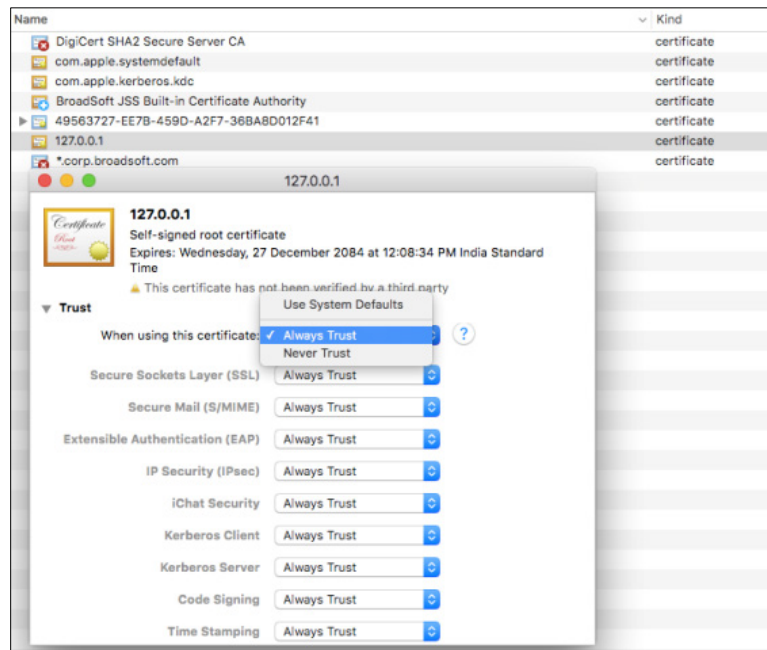 Name Kind
DigiCert SHA2 Secure Server CA certificate
com.apple.systemdefault certificate
com.apple.kerberos.kdc certificate
BroadSoft JSS Built-in Certificate Authority certificate
49563727-EE7B-459D-A2F7-36BA8D012F41 certificate
127.0.0.1 certificate
*.corp.broadsoft.com certificate
127.0.0.1
Certificate
Root
127.0.0.1
Self-signed root certificate
Expires: Wednesday, 27 December 2084 at 12:08:34 PM India Standard
Time
This certificate has not been verified by a third party
Trust
Use System Defaults
When using this certificate: ✓ Always Trust ?
Never Trust
Secure Sockets Layer (SSL) Always Trust
Secure Mail (S/MIME) Always Trust
Extensible Authentication (EAP) Always Trust
IP Security (IPsec) Always Trust
iChat Security Always Trust
Kerberos Client Always Trust
Kerberos Server Always Trust
Code Signing Always Trust
Time Stamping Always Trust